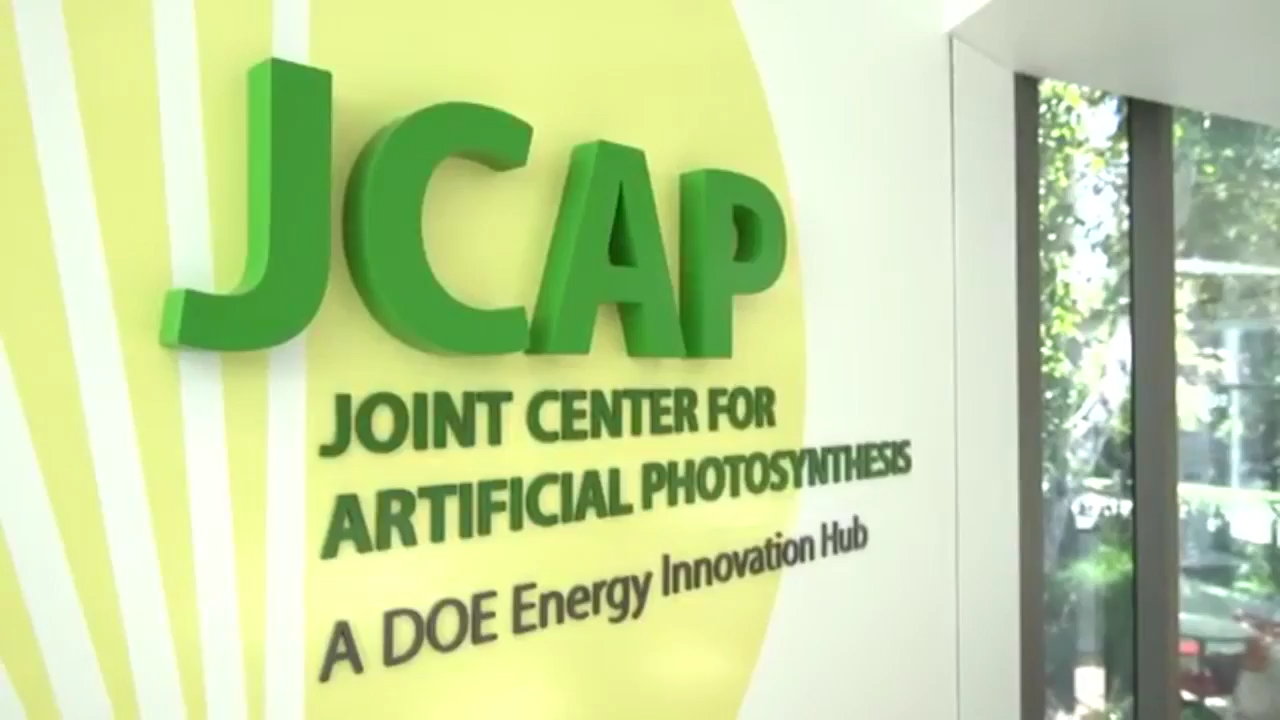 JCAP
JOINT CENTER FOR
ARTIFICIAL PHOTOSYNTHESIS
A DOE Energy Innovation Hub